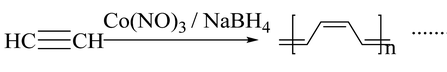 HC≡CH Co(NO)3 / NaBH4 [ ]n ......